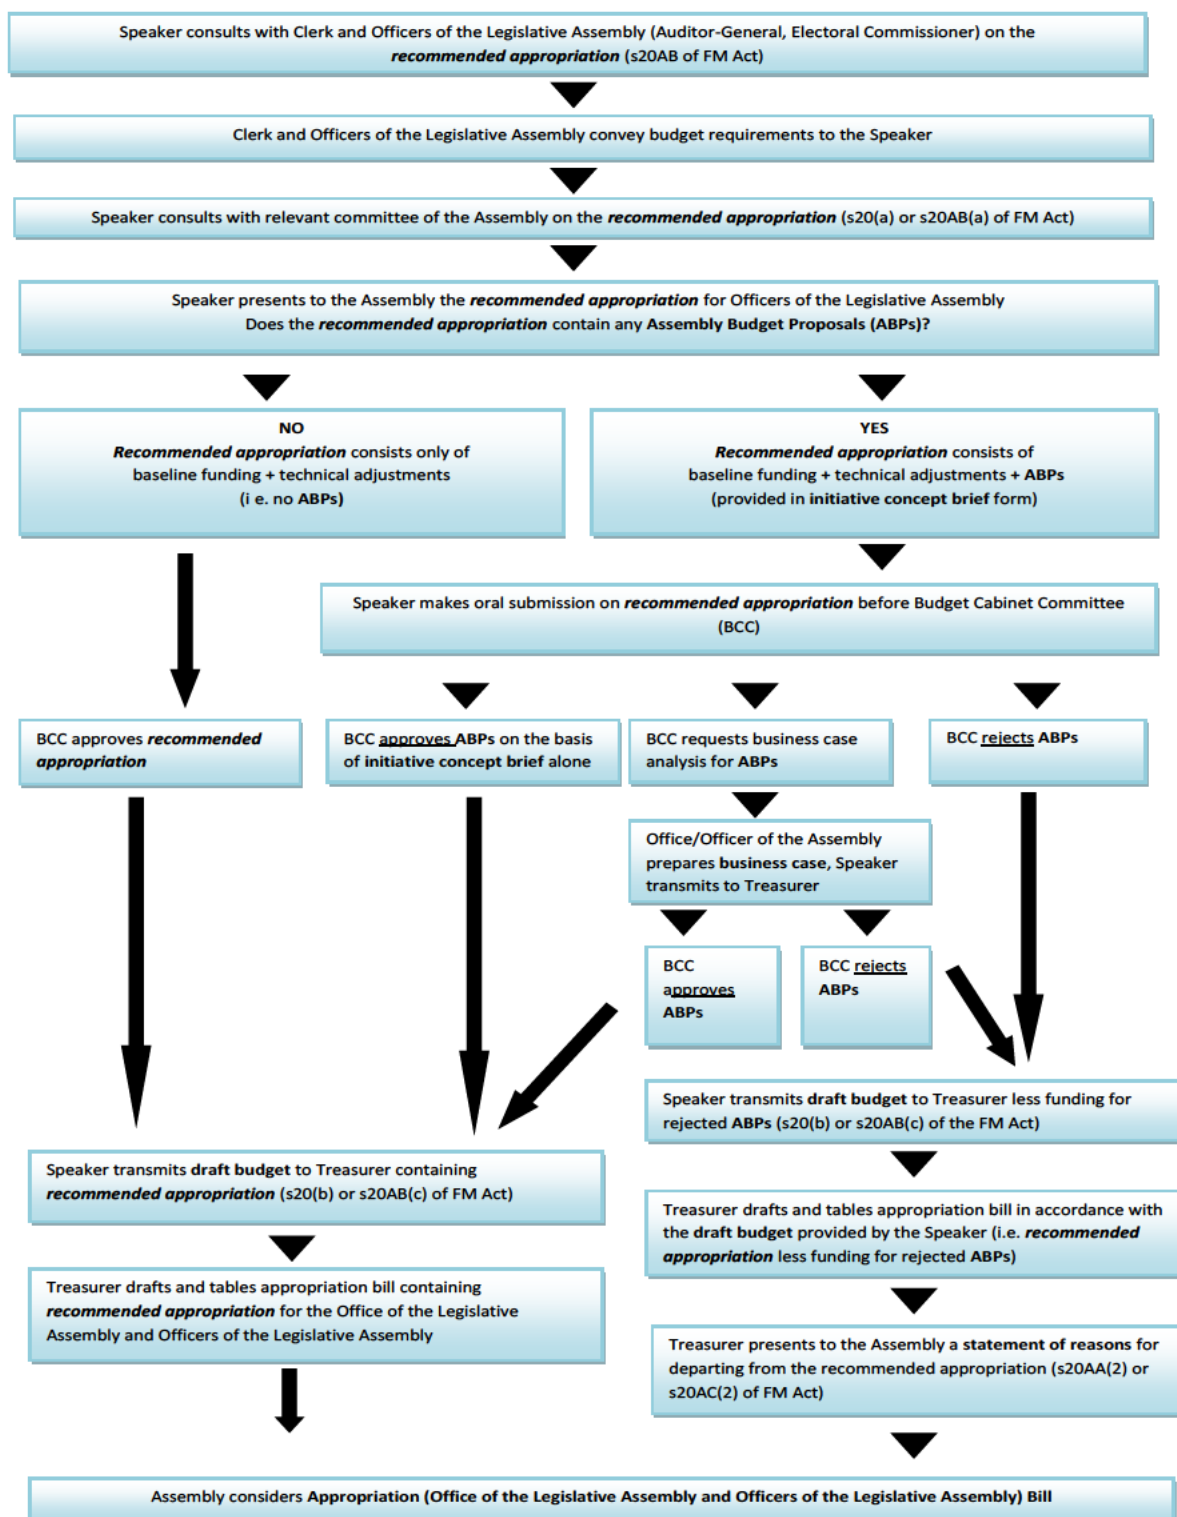 Speaker consults with Clerk and Officers of the Legislative Assembly (Auditor-General, Electoral Commissioner) on the
recommended appropriation (s20AB of FM Act)
Clerk and Officers of the Legislative Assembly convey budget requirements to the Speaker
Speaker consults with relevant committee of the Assembly on the recommended appropriation (s20(a) or s20AB(a) of FM Act)
Speaker presents to the Assembly the recommended appropriation for Officers of the Legislative Assembly
Does the recommended appropriation contain any Assembly Budget Proposals (ABPs)?
NO
Recommended appropriation consists only of
baseline funding + technical adjustments
(i e. no ABPs)
YES
Recommended appropriation consists of
baseline funding + technical adjustments + ABPs
(provided in initiative concept brief form)
Speaker makes oral submission on recommended appropriation before Budget Cabinet Committee
(BCC)
BCC approves recommended
appropriation
BCC approves ABPs on the basis
of initiative concept brief alone
BCC requests business case
analysis for ABPs
BCC rejects ABPs
Office/Officer of the Assembly
prepares business case, Speaker
transmits to Treasurer
BCC
approves
ABPs
BCC rejects
ABPs
Speaker transmits draft budget to Treasurer less funding for
rejected ABPs (s20(b) or s20AB(c) of the FM Act)
Speaker transmits draft budget to Treasurer containing
recommended appropriation (s20(b) or s20AB(c) of FM Act)
Treasurer drafts and tables appropriation bill in accordance with
the draft budget provided by the Speaker (i.e. recommended
appropriation less funding for rejected ABPs)
Treasurer drafts and tables appropriation bill containing
recommended appropriation for the Office of the Legislative
Assembly and Officers of the Legislative Assembly
Treasurer presents to the Assembly a statement of reasons for
departing from the recommended appropriation (s20AA(2) or
s20AC(2) of FM Act)
Assembly considers Appropriation (Office of the Legislative Assembly and Officers of the Legislative Assembly) Bill